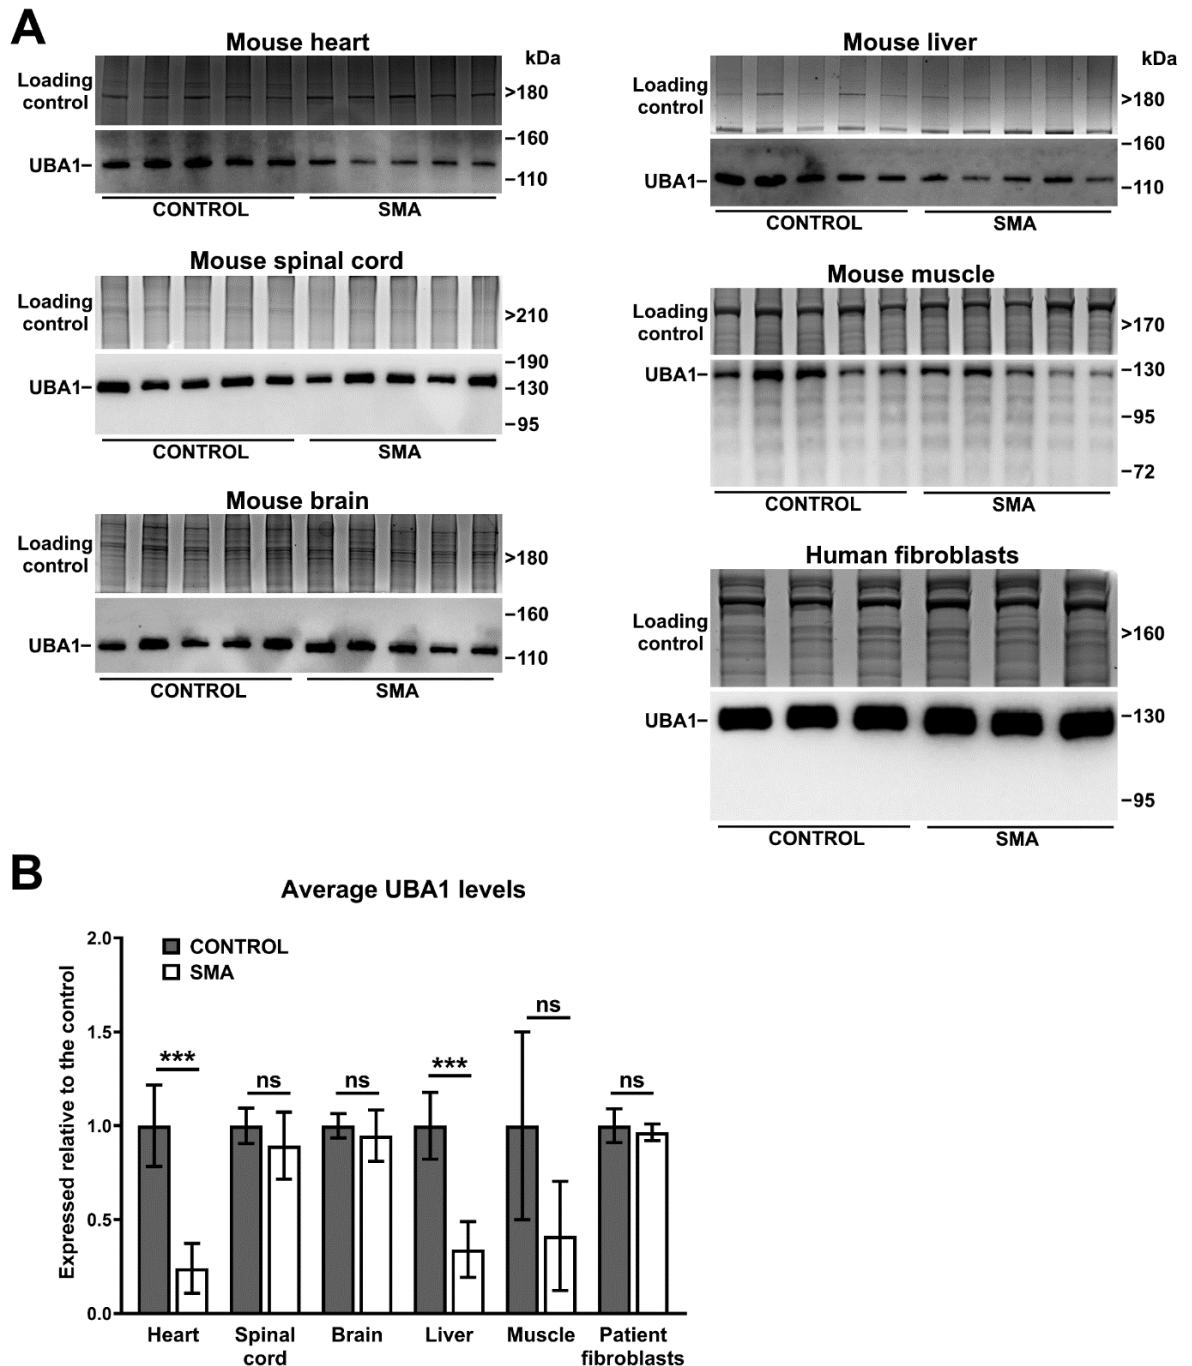 A
Mouse heart
kDa
Loading
control
>180
–160
UBA1–
–110
CONTROL SMA
Mouse spinal cord
Loading
control
>210
–190
UBA1–
–130
–95
CONTROL SMA
Mouse brain
Loading
control
>180
–160
UBA1–
–110
CONTROL SMA
Mouse liver
kDa
Loading
control
>180
–160
UBA1–
–110
CONTROL SMA
Mouse muscle
Loading
control
>170
UBA1–
–130
–95
–72
CONTROL SMA
Human fibroblasts
Loading
control
>160
UBA1–
–130
–95
CONTROL SMA
B
Average UBA1 levels
Expressed relative to the control
2.0
1.5
1.0
0.5
0.0
CONTROL
SMA
*** ns ns *** ns ns
Heart Spinal cord Brain Liver Muscle Patient fibroblasts